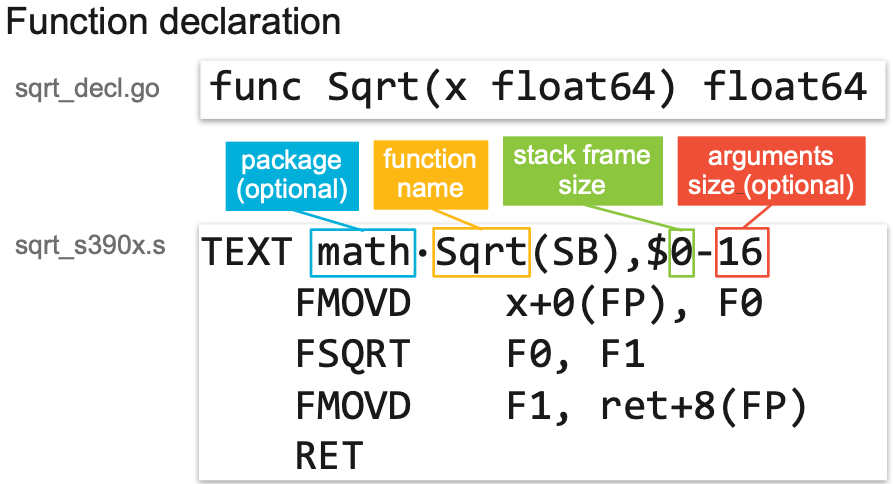 Function declaration
sqrt_decl.go
func Sqrt(x float64) float64
package
(optional)
function
name
stack frame
size
arguments
size (optional)
sqrt_s390x.s
TEXT math·Sqrt(SB),$0-16
FMOVD x+0(FP), F0
FSQRT F0, F1
FMOVD F1, ret+8(FP)
RET